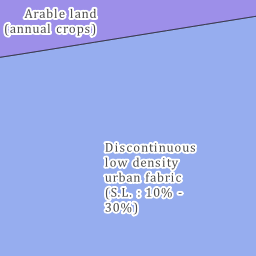 Arable land
(annual crops)
Discontinuous
low density
urban fabric
(S.L. : 10% -
30%)